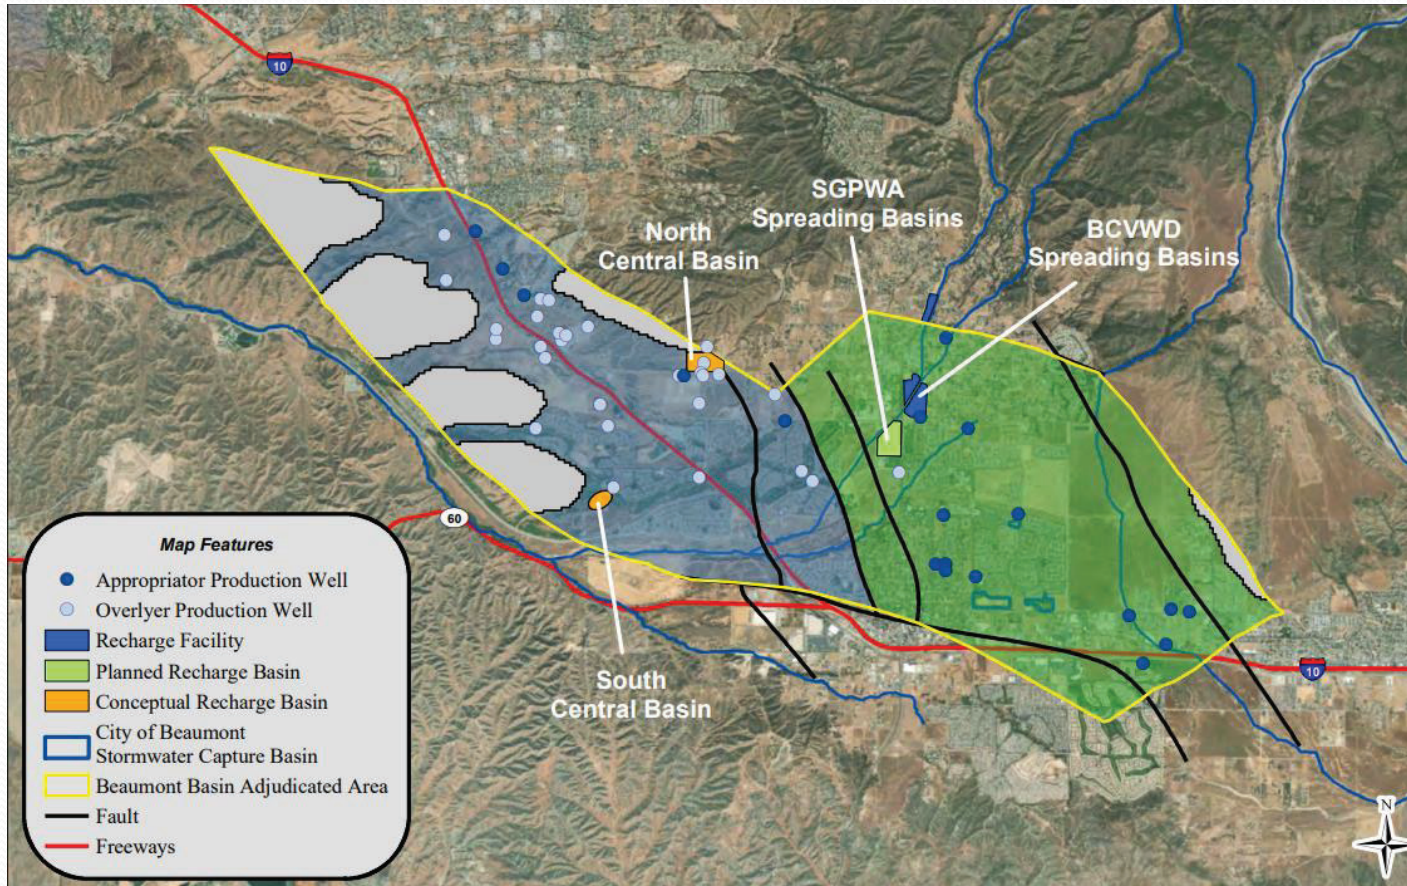 10
SGPWA
Spreading Basins
North
Central Basin
BCVWD
Spreading Basins
60
South
Central Basin
10
Map Features
Appropriator Production Well
Overlyer Production Well
Recharge Facility
Planned Recharge Basin
Conceptual Recharge Basin
City of Beaumont
Stormwater Capture Basin
Beaumont Basin Adjudicated Area
Fault
Freeways
N